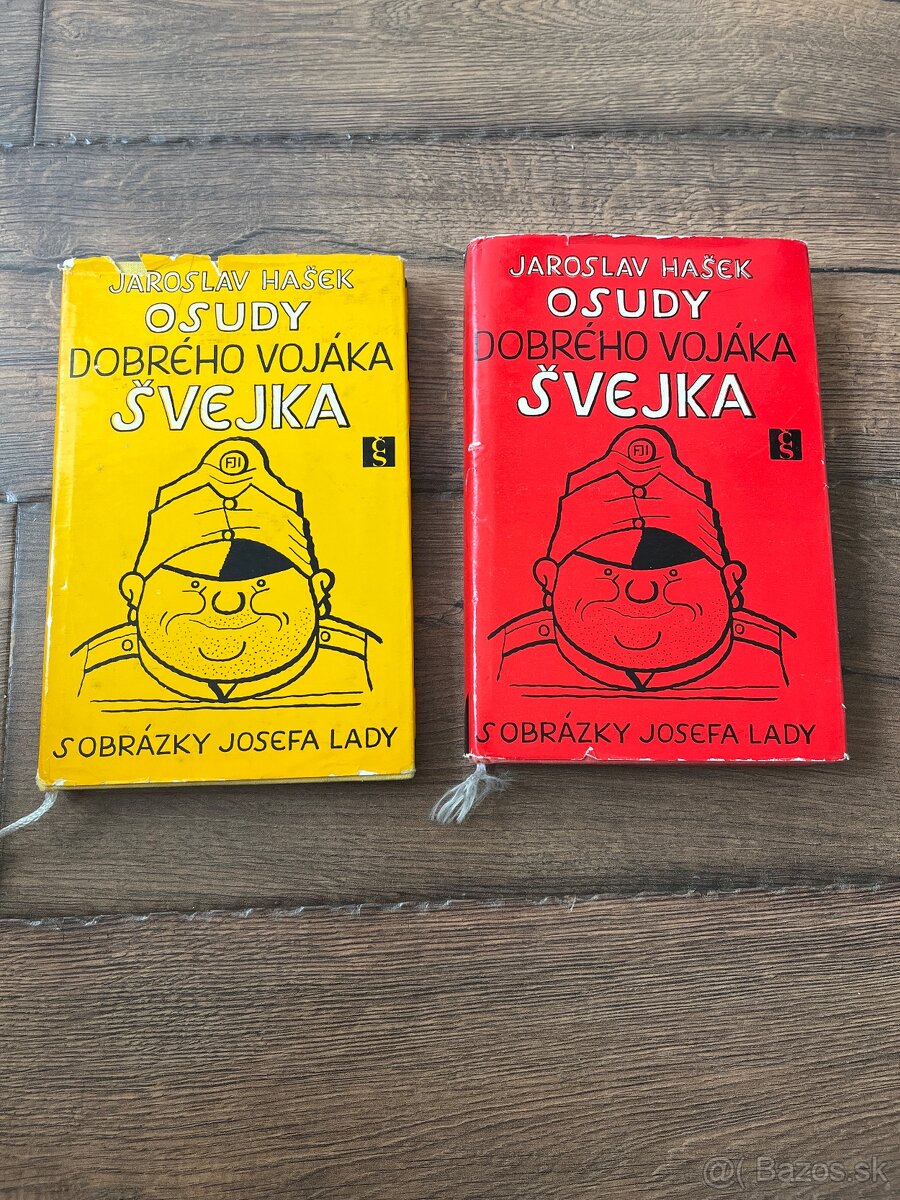 JAROSLAV HAŠEK
OSUDY
DOBRÉHO VOJÁKA
ŠVEJKA
čs
FJI
S OBRÁZKY JOSEFA LADY
JAROSLAV HAŠEK
OSUDY
DOBRÉHO VOJÁKA
ŠVEJKA
čs
FJI
S OBRÁZKY JOSEFA LADY
@( Bazos.sk